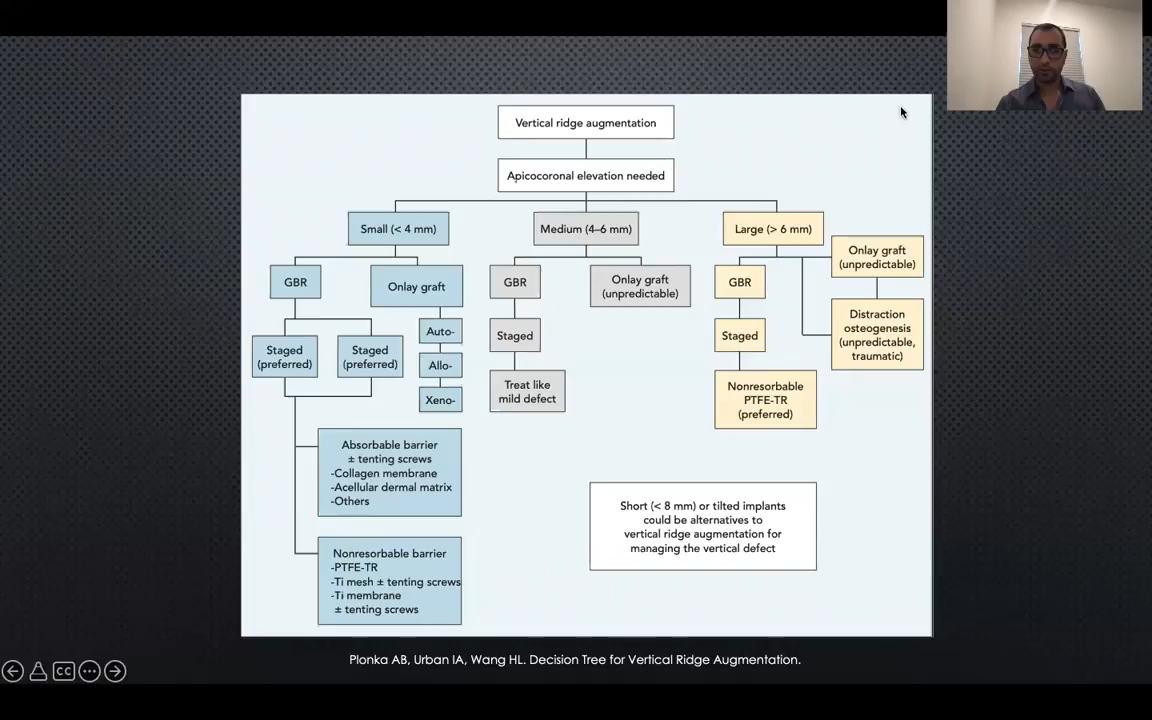 Vertical ridge augmentation
Apicocoronal elevation needed
Small (< 4 mm)
Medium (4–6 mm)
Large (> 6 mm)
GBR
Onlay graft
Staged
(preferred)
Staged
(preferred)
Auto-
Allo-
Xeno-
Absorbable barrier
± tenting screws
-Collagen membrane
-Acellular dermal matrix
-Others
Nonresorbable barrier
-PTFE-TR
-Ti mesh ± tenting screws
-Ti membrane
± tenting screws
GBR
Onlay graft
(unpredictable)
Staged
Treat like
mild defect
GBR
Staged
Nonresorbable
PTFE-TR
(preferred)
Onlay graft
(unpredictable)
Distraction
osteogenesis
(unpredictable,
traumatic)
Short (< 8 mm) or tilted implants
could be alternatives to
vertical ridge augmentation for
managing the vertical defect
Plonka AB, Urban IA, Wang HL. Decision Tree for Vertical Ridge Augmentation.
CC